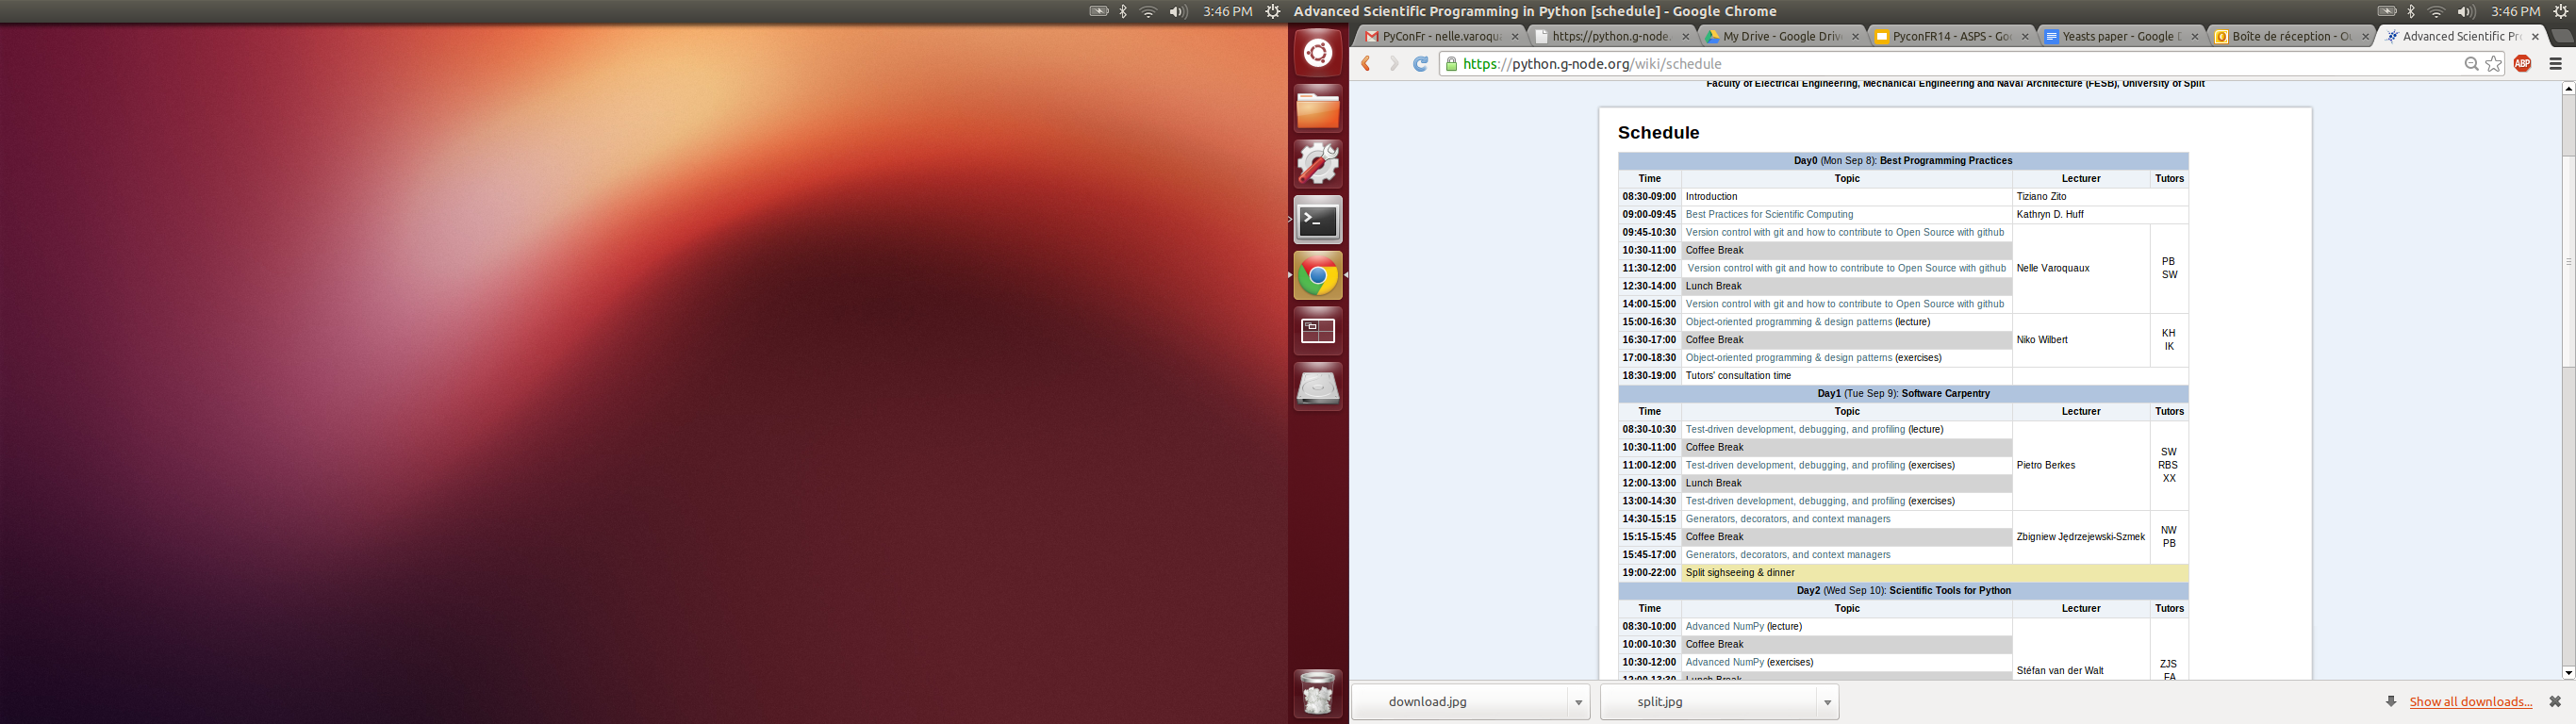 3:46 PM
Advanced Scientific Programming in Python [schedule] - Google Chrome
3:46 PM
PyConFr - nelle.varoqu
https://python.g-node.
My Drive - Google Driv
PyconFR14 - ASPS - Go
Yeasts paper - Google D
Boîte de réception - Ou
Advanced Scientific Pr
https://python.g-node.org/wiki/schedule
ABP
Faculty of Electrical Engineering, Mechanical Engineering and Naval Architecture (FESB), University of Split
Schedule
Day0 (Mon Sep 8): Best Programming Practices
Time Topic Lecturer Tutors
08:30-09:00 Introduction Tiziano Zito
09:00-09:45 Best Practices for Scientific Computing Kathryn D. Huff
09:45-10:30 Version control with git and how to contribute to Open Source with github
10:30-11:00 Coffee Break
PB
11:30-12:00 Version control with git and how to contribute to Open Source with github Nelle Varoquaux
SW
12:30-14:00 Lunch Break
14:00-15:00 Version control with git and how to contribute to Open Source with github
15:00-16:30 Object-oriented programming & design patterns (lecture)
KH
16:30-17:00 Coffee Break Niko Wilbert
IK
17:00-18:30 Object-oriented programming & design patterns (exercises)
18:30-19:00 Tutors' consultation time
Day1 (Tue Sep 9): Software Carpentry
Time Topic Lecturer Tutors
08:30-10:30 Test-driven development, debugging, and profiling (lecture)
10:30-11:00 Coffee Break
SW
11:00-12:00 Test-driven development, debugging, and profiling (exercises) Pietro Berkes RBS
XX
12:00-13:00 Lunch Break
13:00-14:30 Test-driven development, debugging, and profiling (exercises)
14:30-15:15 Generators, decorators, and context managers
NW
15:15-15:45 Coffee Break Zbigniew Jędrzejewski-Szmek
PB
15:45-17:00 Generators, decorators, and context managers
19:00-22:00 Split sighseeing & dinner
Day2 (Wed Sep 10): Scientific Tools for Python
Time Topic Lecturer Tutors
08:30-10:00 Advanced NumPy (lecture)
10:00-10:30 Coffee Break
10:30-12:00 Advanced NumPy (exercises)
ZJS
Stéfan van der Walt
FA
12:00-13:30 Lunch Break
download.jpg
split.jpg
Show all downloads...